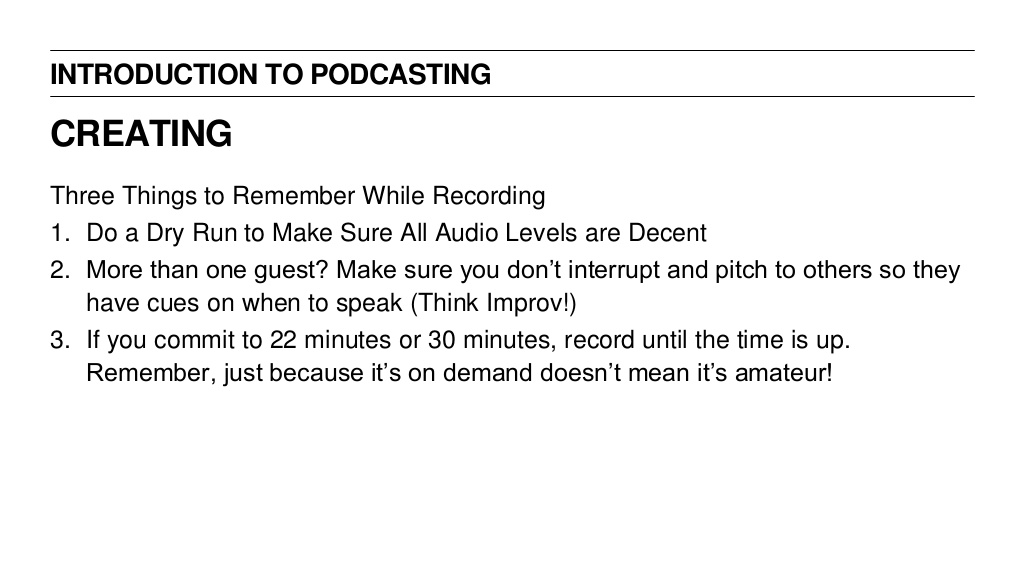 INTRODUCTION TO PODCASTING
CREATING
Three Things to Remember While Recording
1. Do a Dry Run to Make Sure All Audio Levels are Decent
2. More than one guest? Make sure you don’t interrupt and pitch to others so they
have cues on when to speak (Think Improv!)
3. If you commit to 22 minutes or 30 minutes, record until the time is up.
Remember, just because it’s on demand doesn’t mean it’s amateur!